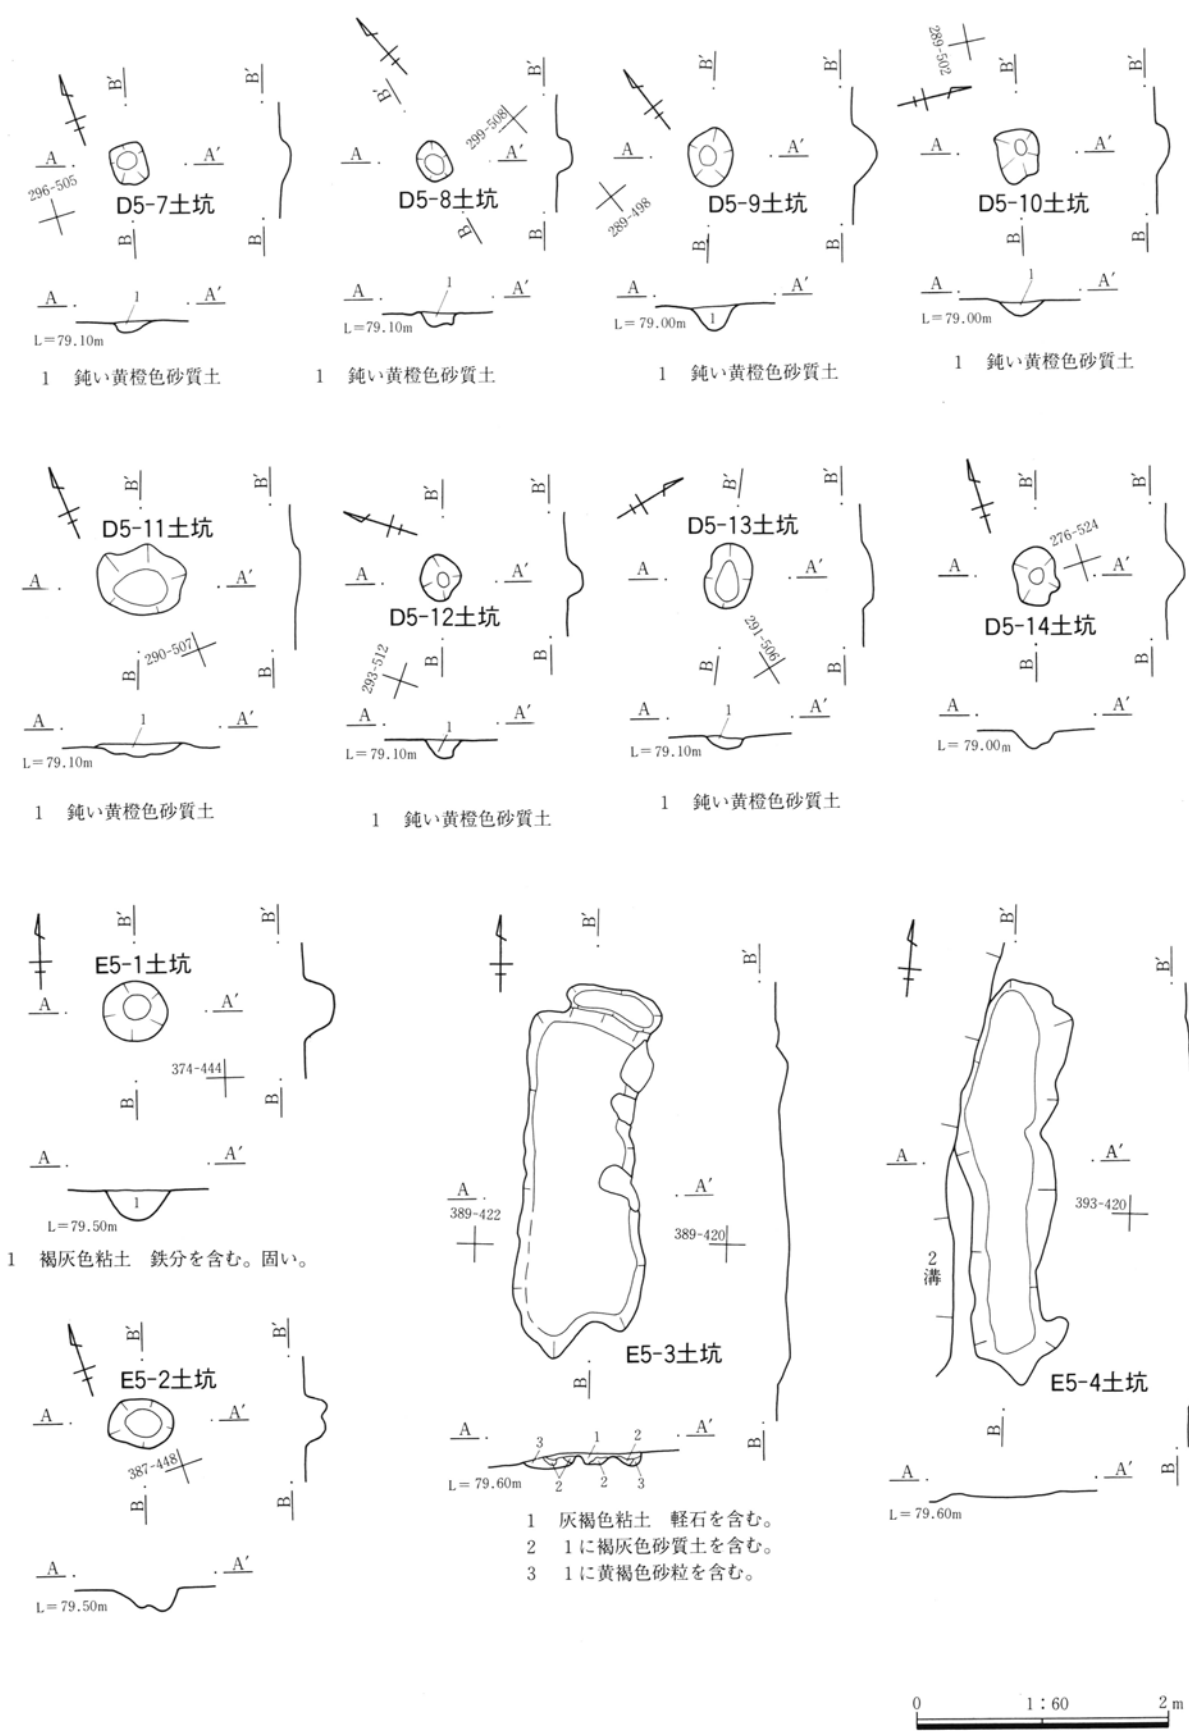 B′ B′ B′ B′ 289-502 B′ B′
B′ 299-508 B′
A A′ A A′ A A′ A A′
296-505 D5-7土坑 D5-8土坑 289-498 D5-9土坑 D5-10土坑
B B B B B B B B
A 1 A′ A 1 A′ A A′ A 1 A′
L=79.10m L=79.10m L=79.00m 1 L=79.00m
1 鈍い黄橙色砂質土
1 鈍い黄橙色砂質土
1 鈍い黄橙色砂質土
1 鈍い黄橙色砂質土
B′ B′ B′ B′ B′ B′ B′ B′
D5-11土坑 D5-13土坑 276-524
A A′ A A′ A A′ A A′
D5-12土坑 D5-14土坑
290-507 293-512 291-506
B B B B B B B B
A 1 A′ A 1 A′ A 1 A′ A A′
L=79.10m L=79.10m L=79.10m L=79.00m
1 鈍い黄橙色砂質土
1 鈍い黄橙色砂質土
1 鈍い黄橙色砂質土
B′ B′
E5-1土坑
A A′
374-444
B B
A A′
1
L=79.50m
1 褐灰色粘土 鉄分を含む。固い。
B′ B′
E5-2土坑
A A′
387-448
B B
A A′
L=79.50m
B′ B′
A A′
389-422 389-420
E5-3土坑
B B
A 3 1 2 A′
L=79.60m 2 2 3
1 灰褐色粘土 軽石を含む。
2 1に褐灰色砂質土を含む。
3 1に黄褐色砂粒を含む。
B′ B′
A A′
393-420
2溝
E5-4土坑
B B
A A′
L=79.60m
0 1:60 2m